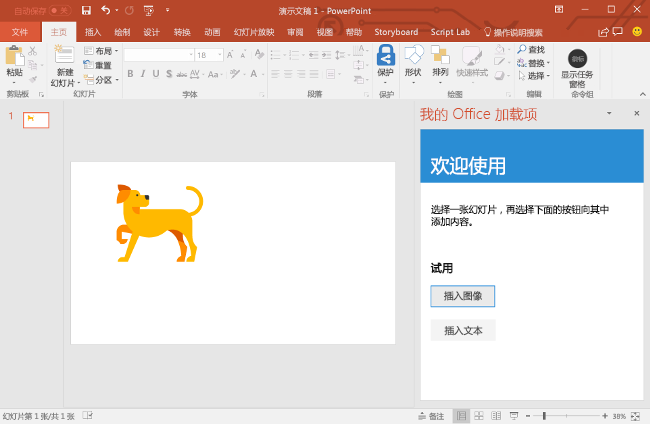 自动保存
演示文稿 1 - PowerPoint
文件 主页 插入 绘制 设计 转换 动画 幻灯片放映 审阅 视图 帮助 Storyboard Script Lab 操作说明搜索
粘贴
新建
幻灯片
布局
重置
分区
18
B I U S abc AV Aa A
保护
形状
排列
快速样式
查找
替换
选择
显示任务
窗格
剪贴板 幻灯片 字体 段落 保护 绘图 编辑 命令组
1
我的 Office 加载项
欢迎使用
选择一张幻灯片，再选择下面的按钮向其中
添加内容。
试用
插入图像
插入文本
幻灯片第 1 张/共 1 张
备注
38%